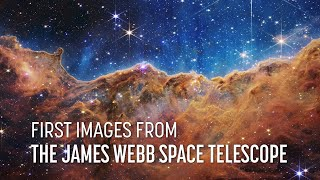 FIRST IMAGES FROM
THE JAMES WEBB SPACE TELESCOPE